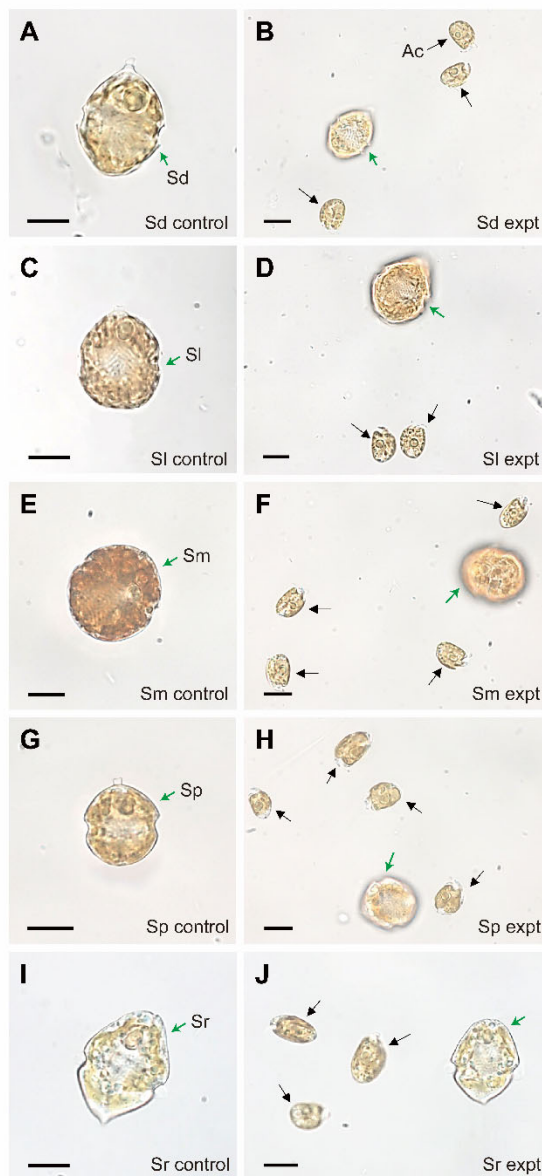 A
Sd
Sd control
B
Ac
Sd expt
C
Sl
Sl control
D
Sl expt
E
Sm
Sm control
F
Sm expt
G
Sp
Sp control
H
Sp expt
I
Sr
Sr control
J
Sr expt